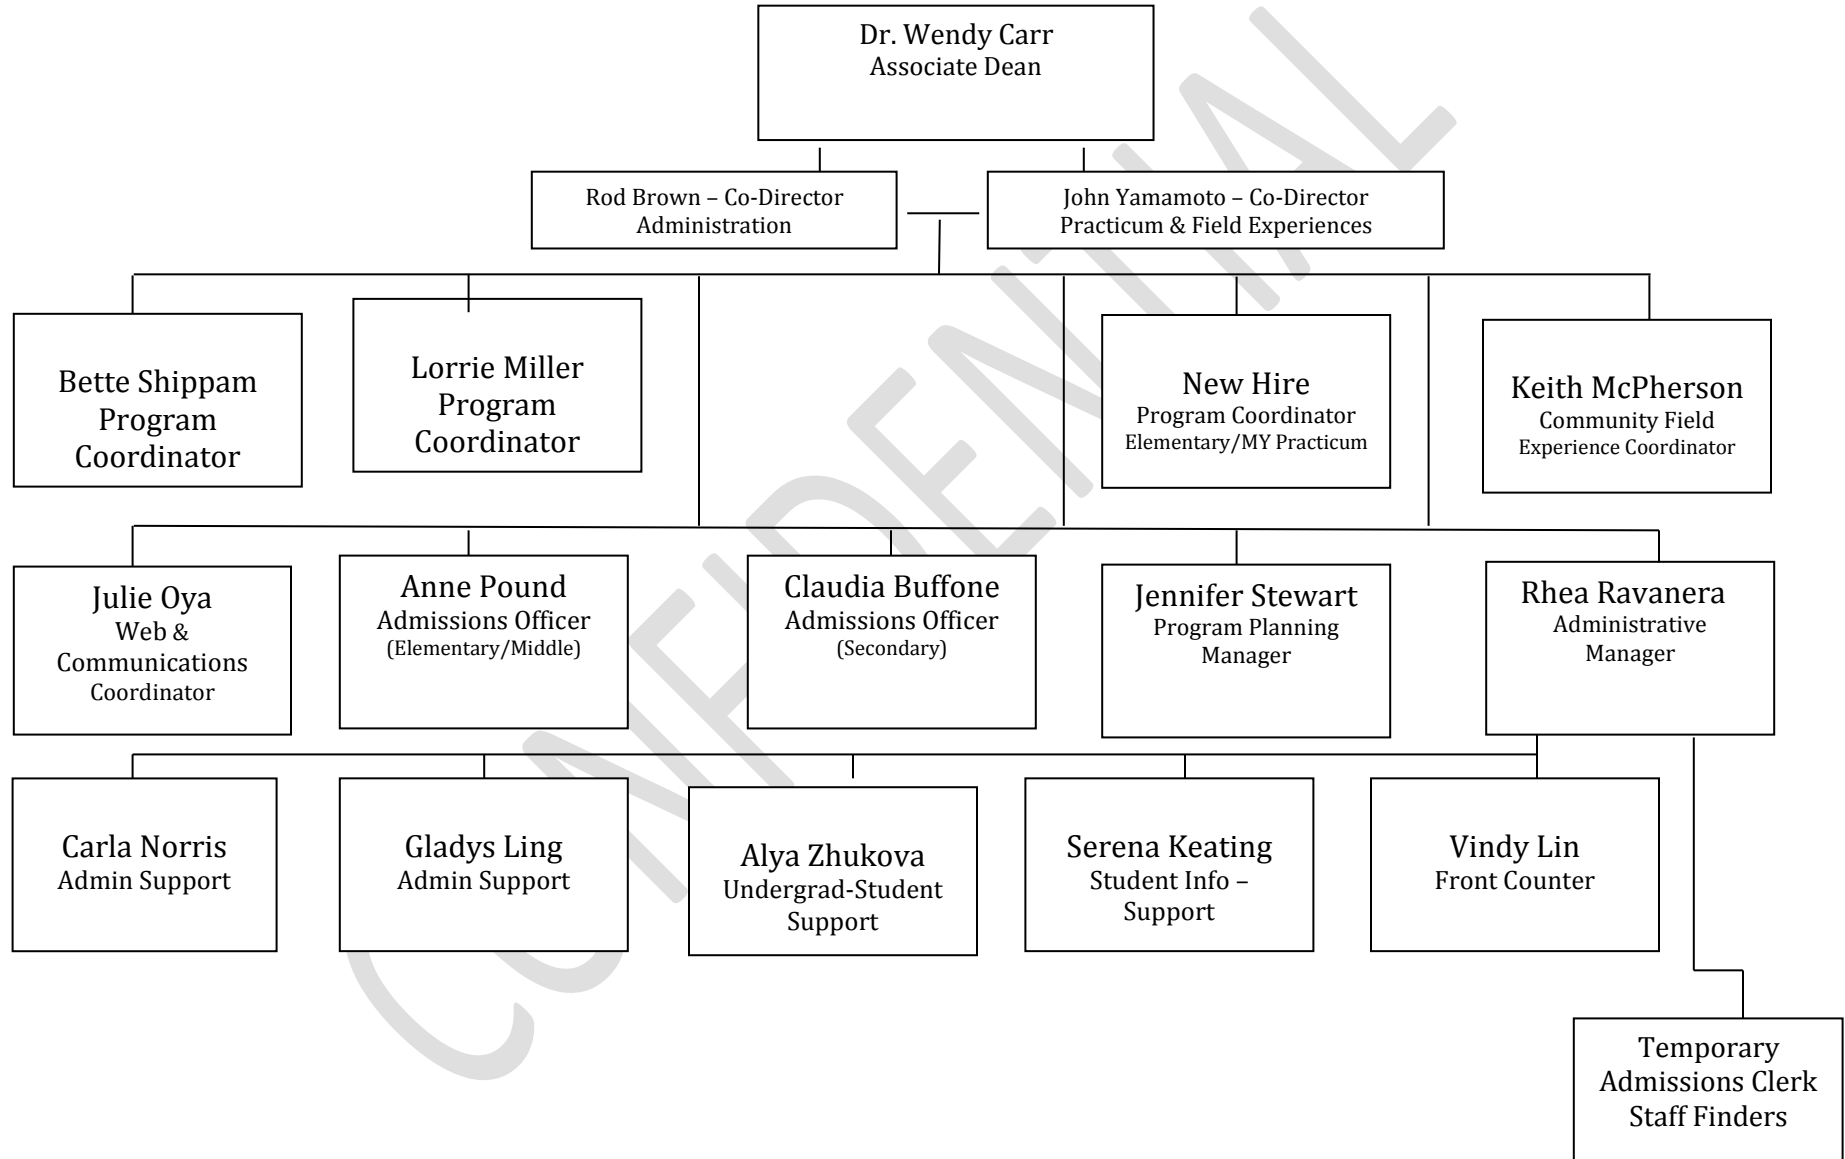 Dr. Wendy Carr
Associate Dean
Rod Brown – Co-Director
Administration
John Yamamoto – Co-Director
Practicum & Field Experiences
Bette Shippam
Program
Coordinator
Lorrie Miller
Program
Coordinator
New Hire
Program Coordinator
Elementary/MY Practicum
Keith McPherson
Community Field
Experience Coordinator
Julie Oya
Web &
Communications
Coordinator
Anne Pound
Admissions Officer
(Elementary/Middle)
Claudia Buffone
Admissions Officer
(Secondary)
Jennifer Stewart
Program Planning
Manager
Rhea Ravanera
Administrative
Manager
Carla Norris
Admin Support
Gladys Ling
Admin Support
Alya Zhukova
Undergrad-Student
Support
Serena Keating
Student Info –
Support
Vindy Lin
Front Counter
Temporary
Admissions Clerk
Staff Finders
CONFIDENTIAL